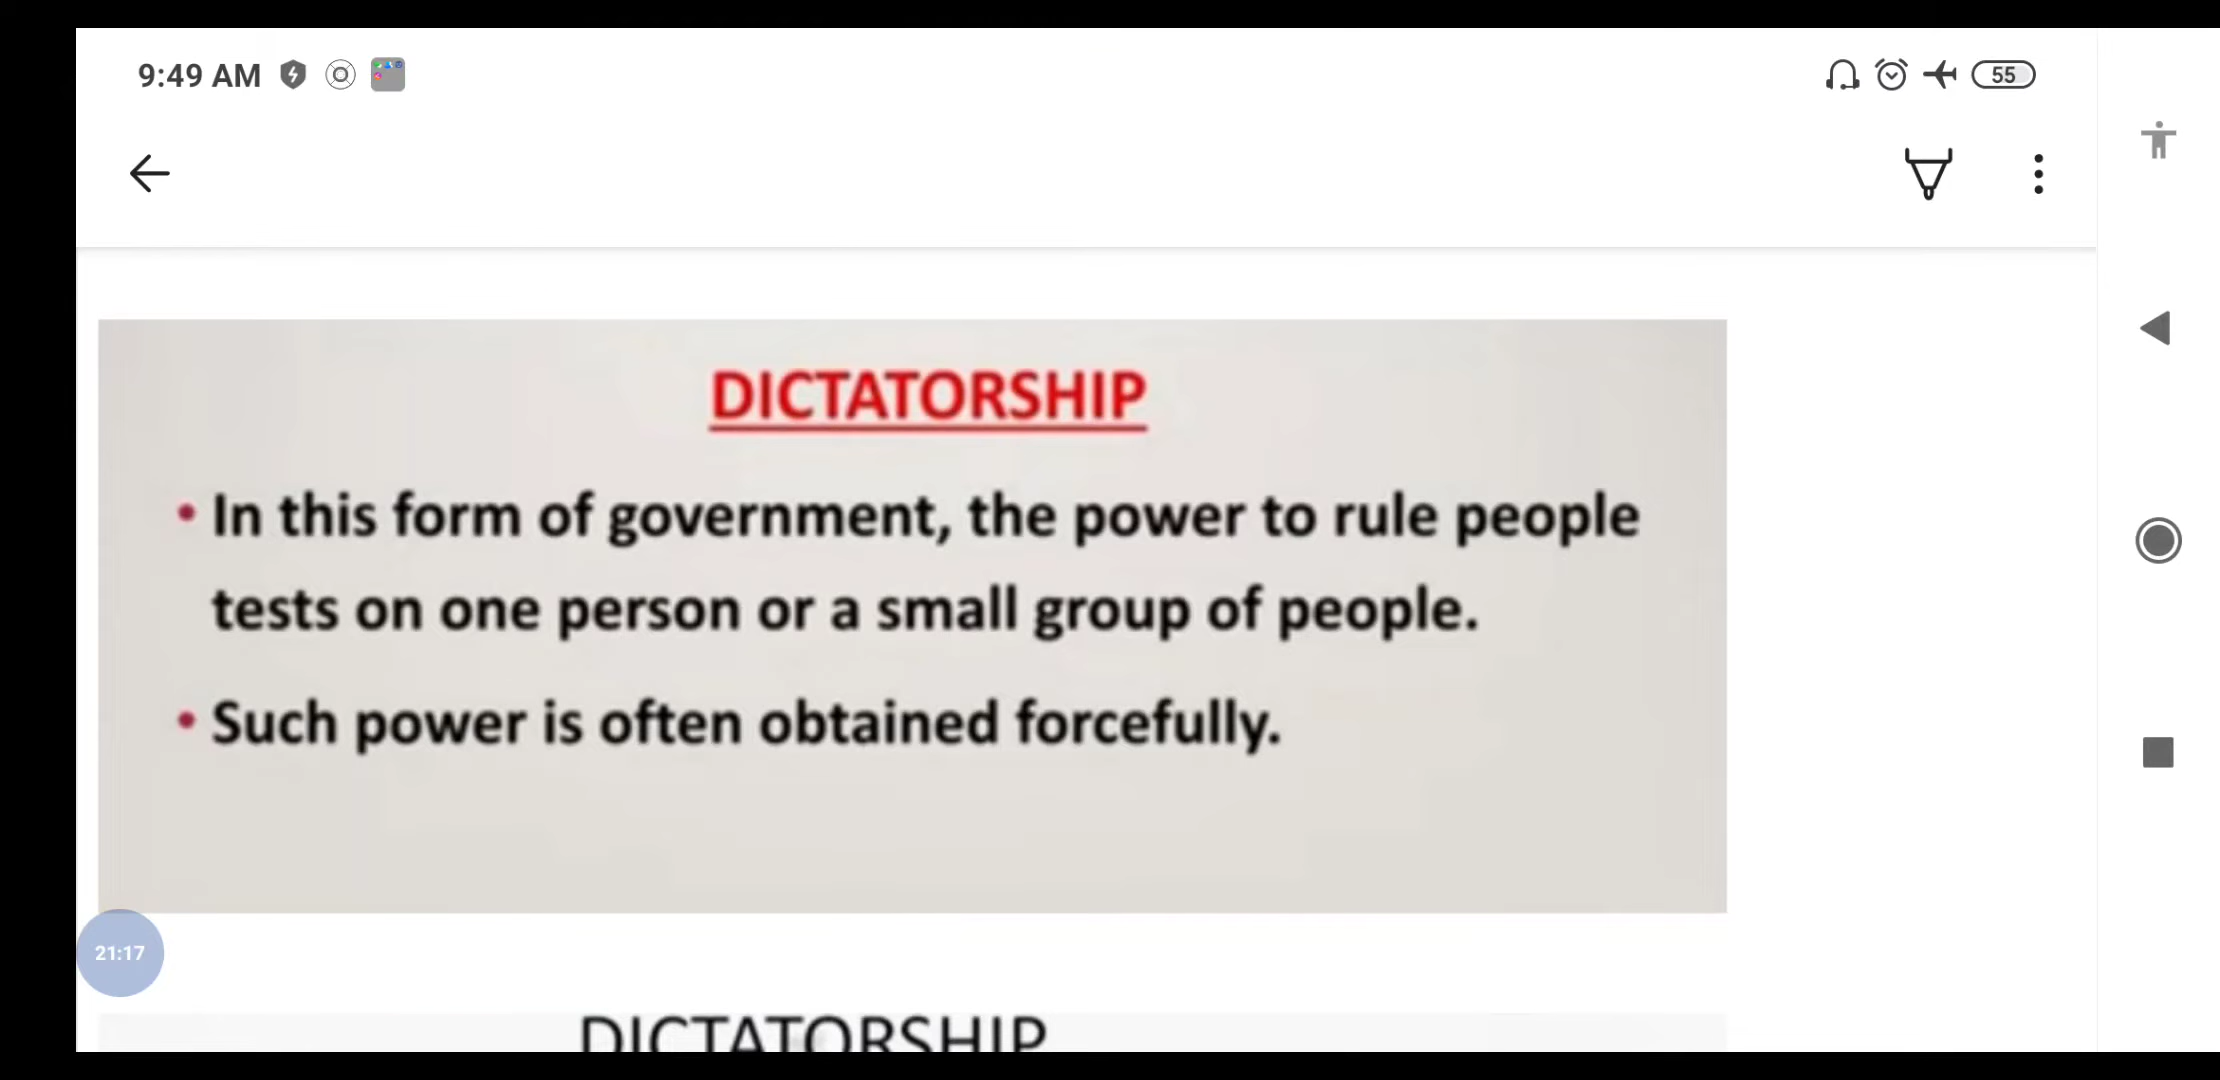 9:49 AM
55
DICTATORSHIP
• In this form of government, the power to rule people
tests on one person or a small group of people.
• Such power is often obtained forcefully.
21:17
DICTATORSHIP